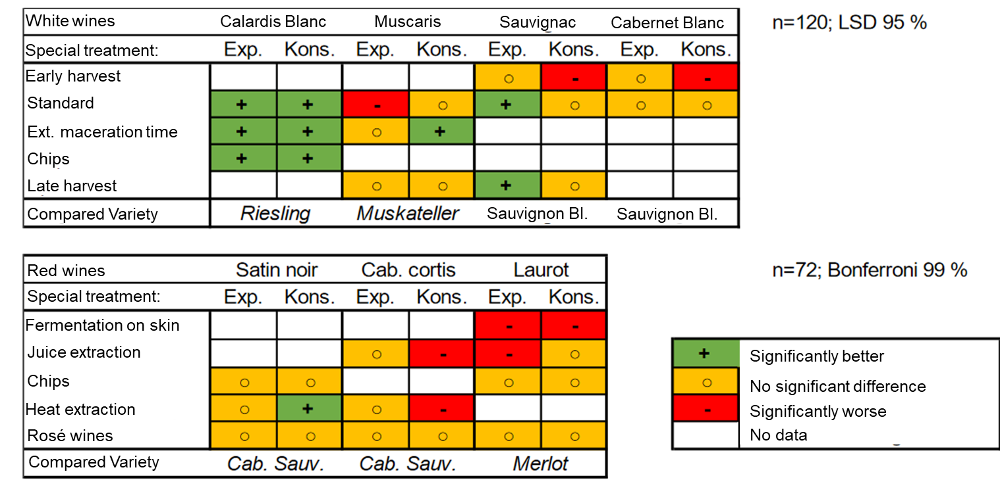 White wines Calardis Blanc Muscaris Sauvignac Cabernet Blanc n=120; LSD 95 %
Special treatment: Exp. Kons. Exp. Kons. Exp. Kons. Exp. Kons.
Early harvest ○ - ○ -
Standard + + - ○ + ○ ○ ○
Ext. maceration time + + ○ +
Chips + +
Late harvest ○ ○ + ○
Compared Variety Riesling Muskateller Sauvignon Bl. Sauvignon Bl.
Red wines Satin noir Cab. cortis Laurot n=72; Bonferroni 99 %
Special treatment: Exp. Kons. Exp. Kons. Exp. Kons.
Fermentation on skin - -
Juice extraction ○ - - ○
Chips ○ ○ ○ ○
Heat extraction ○ + ○ -
Rosé wines ○ ○ ○ ○ ○ ○
Compared Variety Cab. Sauv. Cab. Sauv. Merlot
+ Significantly better
○ No significant difference
- Significantly worse
No data